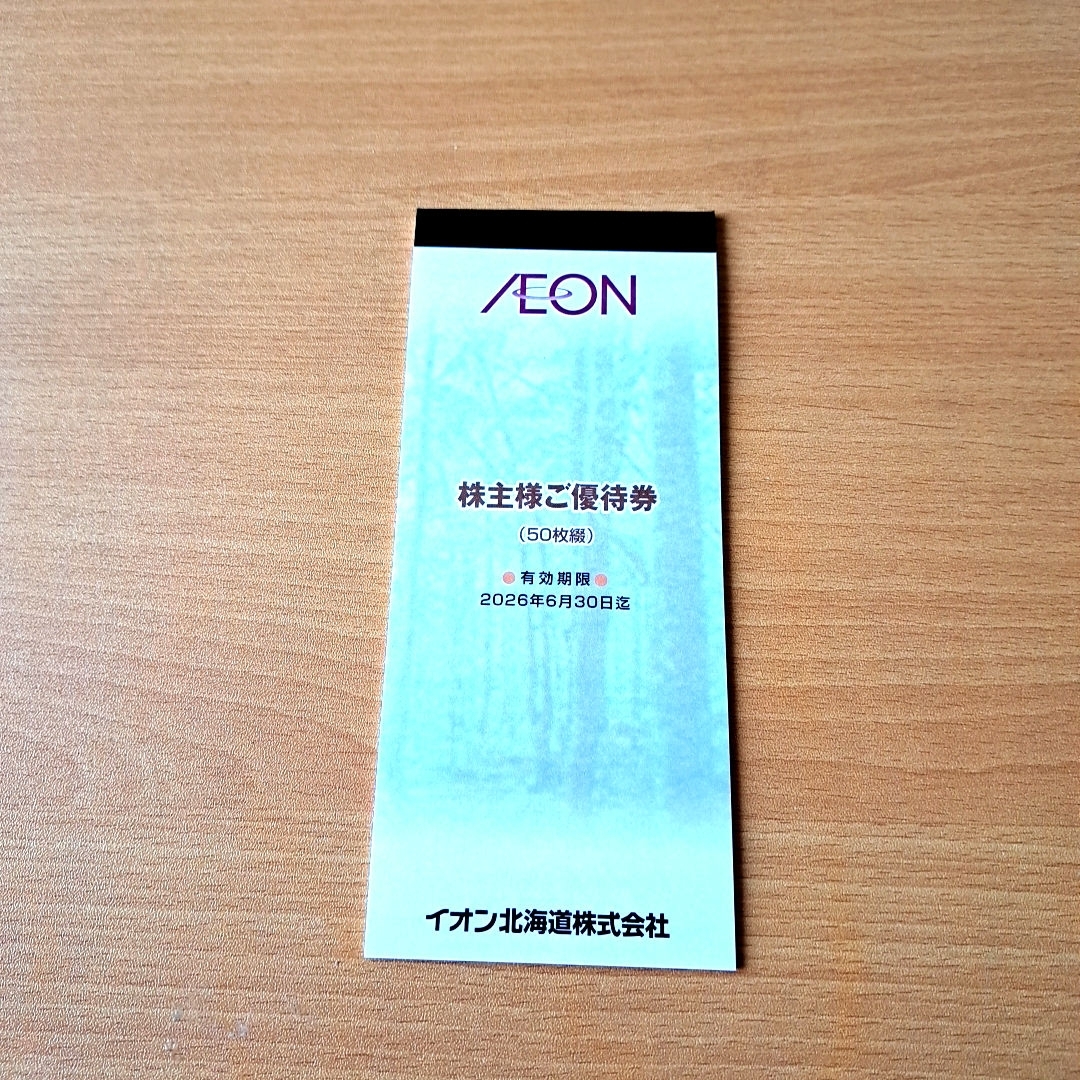 ÆON
株主様ご優待券
(50枚綴)
●有効期限●
2026年6月30日迄
イオン北海道株式会社